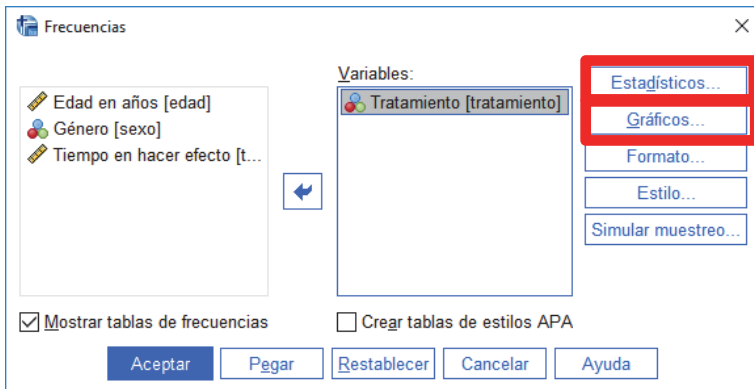 Frecuencias
Variables:
Edad en años [edad]
Género [sexo]
Tiempo en hacer efecto [t...
Tratamiento [tratamiento]
Estadísticos...
Gráficos...
Formato...
Estilo...
Simular muestreo...
Mostrar tablas de frecuencias
Crear tablas de estilos APA
Aceptar
Pegar
Restablecer
Cancelar
Ayuda